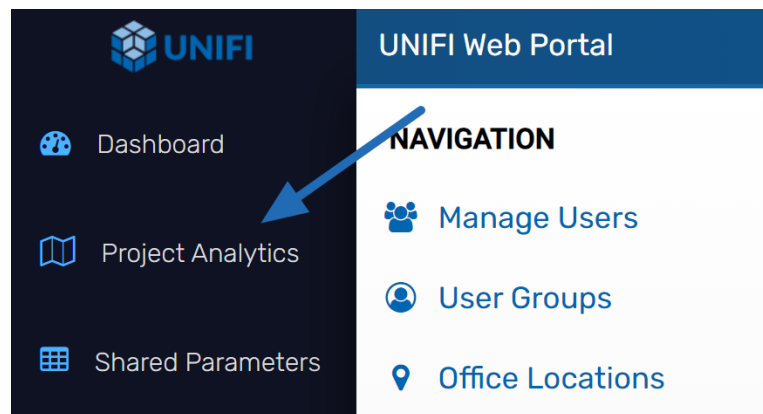 UNIFI
Dashboard
Project Analytics
Shared Parameters
UNIFI Web Portal
NAVIGATION
Manage Users
User Groups
Office Locations